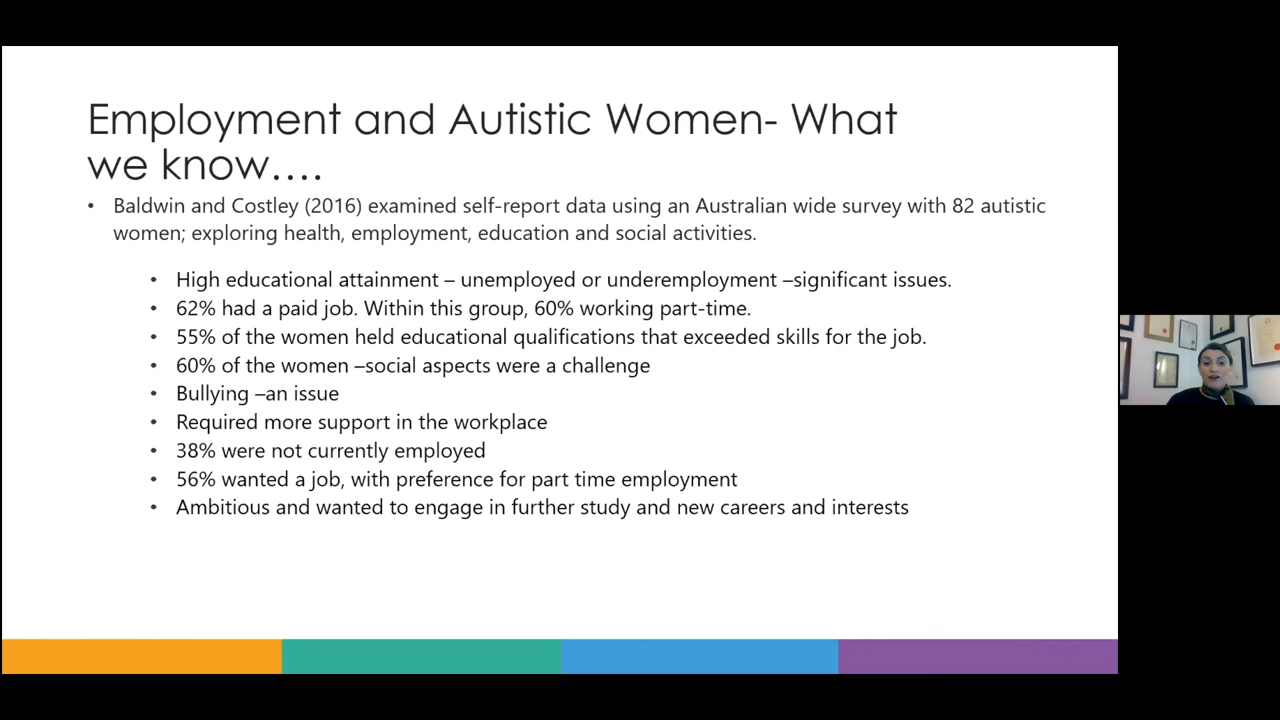 Employment and Autistic Women- What
we know....
• Baldwin and Costley (2016) examined self-report data using an Australian wide survey with 82 autistic
women; exploring health, employment, education and social activities.
• High educational attainment – unemployed or underemployment –significant issues.
• 62% had a paid job. Within this group, 60% working part-time.
• 55% of the women held educational qualifications that exceeded skills for the job.
• 60% of the women –social aspects were a challenge
• Bullying –an issue
• Required more support in the workplace
• 38% were not currently employed
• 56% wanted a job, with preference for part time employment
• Ambitious and wanted to engage in further study and new careers and interests